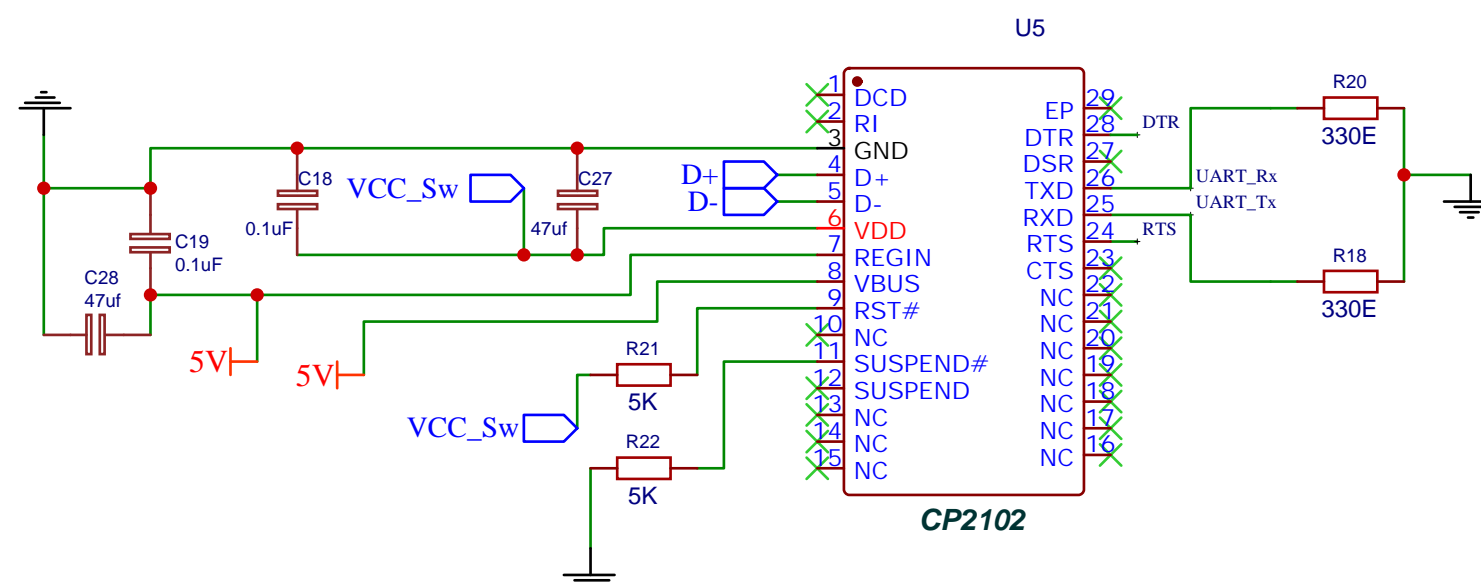 U5
1
DCD
2
RI
3
GND
4
D+
5
D-
6
VDD
7
REGIN
8
VBUS
9
RST#
10
NC
11
SUSPEND#
12
SUSPEND
13
NC
14
NC
15
NC
29
EP
28
DTR
27
DSR
26
TXD
25
RXD
24
RTS
23
CTS
22
NC
21
NC
20
NC
19
NC
18
NC
17
NC
16
NC
CP2102
DTR
UART_Rx
UART_Tx
RTS
R20
330E
R18
330E
C18
0.1uF
VCC_Sw
C27
47uf
D+
D-
C19
0.1uF
C28
47uf
5V
5V
R21
5K
VCC_Sw
R22
5K